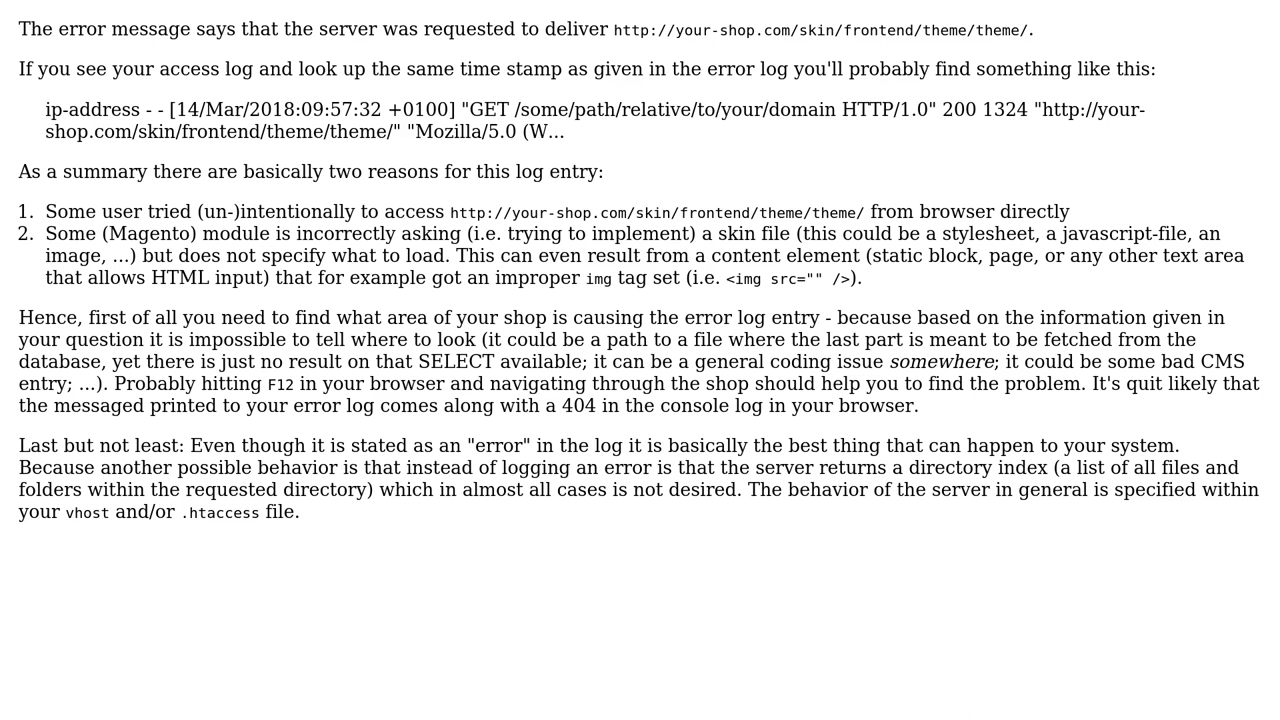 The error message says that the server was requested to deliver http://your-shop.com/skin/frontend/theme/theme/.
If you see your access log and look up the same time stamp as given in the error log you'll probably find something like this:
ip-address - - [14/Mar/2018:09:57:32 +0100] "GET /some/path/relative/to/your/domain HTTP/1.0" 200 1324 "http://your-
shop.com/skin/frontend/theme/theme/" "Mozilla/5.0 (W...
As a summary there are basically two reasons for this log entry:
1. Some user tried (un-)intentionally to access http://your-shop.com/skin/frontend/theme/theme/ from browser directly
2. Some (Magento) module is incorrectly asking (i.e. trying to implement) a skin file (this could be a stylesheet, a javascript-file, an
image, ...) but does not specify what to load. This can even result from a content element (static block, page, or any other text area
that allows HTML input) that for example got an improper img tag set (i.e. <img src="" />).
Hence, first of all you need to find what area of your shop is causing the error log entry - because based on the information given in
your question it is impossible to tell where to look (it could be a path to a file where the last part is meant to be fetched from the
database, yet there is just no result on that SELECT available; it can be a general coding issue somewhere; it could be some bad CMS
entry; ...). Probably hitting F12 in your browser and navigating through the shop should help you to find the problem. It's quit likely that
the messaged printed to your error log comes along with a 404 in the console log in your browser.
Last but not least: Even though it is stated as an "error" in the log it is basically the best thing that can happen to your system.
Because another possible behavior is that instead of logging an error is that the server returns a directory index (a list of all files and
folders within the requested directory) which in almost all cases is not desired. The behavior of the server in general is specified within
your vhost and/or .htaccess file.